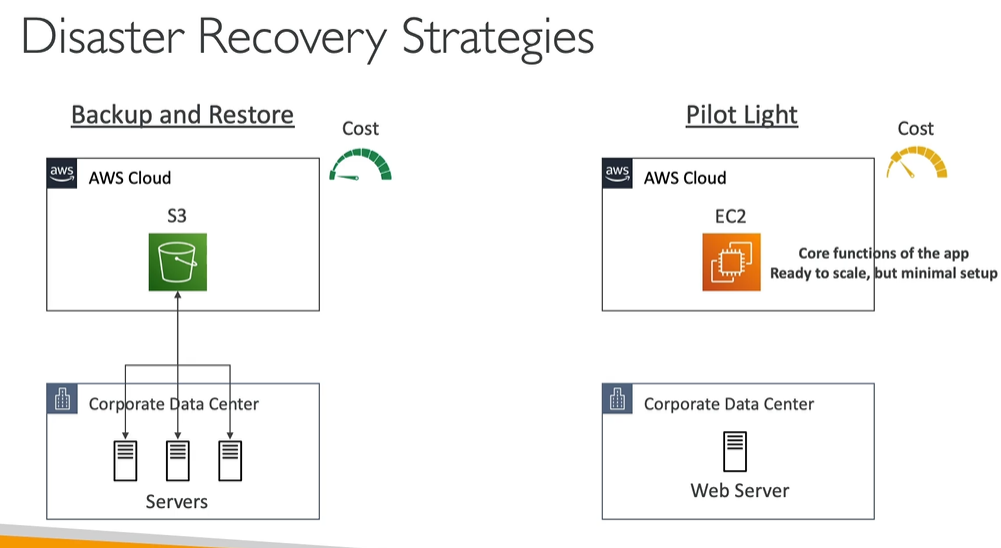 Disaster Recovery Strategies
Backup and Restore
Cost
aws
AWS Cloud
S3
Corporate Data Center
Servers
Pilot Light
Cost
aws
AWS Cloud
EC2
Core functions of the app
Ready to scale, but minimal setup
Corporate Data Center
Web Server